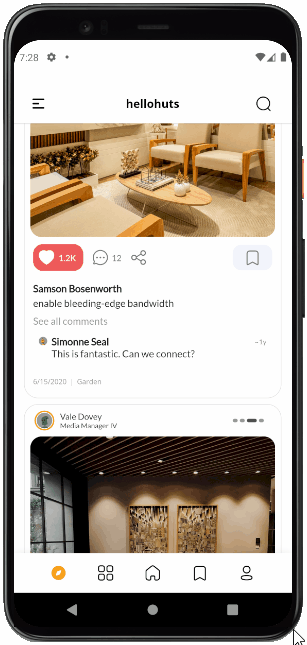 7:28
hellohuts
1.2K
12
Samson Bosenworth
enable bleeding-edge bandwidth
See all comments
Simonne Seal
~1y
This is fantastic. Can we connect?
6/15/2020 | Garden
Vale Dovey
Media Manager IV